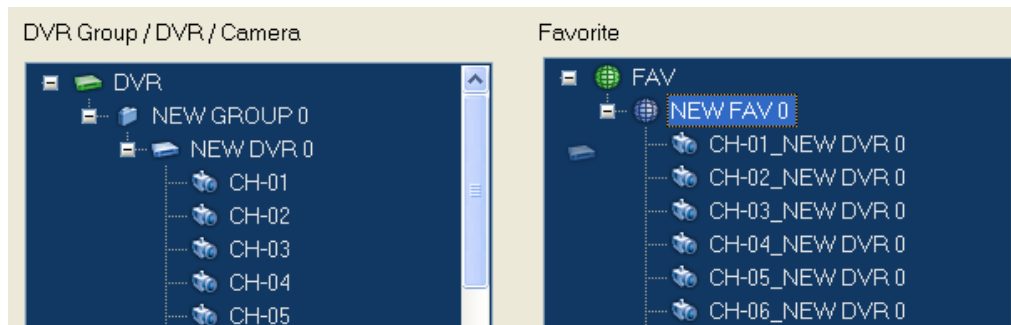 DVR Group / DVR / Camera
DVR
NEW GROUP 0
NEW DVR 0
CH-01
CH-02
CH-03
CH-04
CH-05
Favorite
FAV
NEW FAV 0
CH-01_NEW DVR 0
CH-02_NEW DVR 0
CH-03_NEW DVR 0
CH-04_NEW DVR 0
CH-05_NEW DVR 0
CH-06_NEW DVR 0